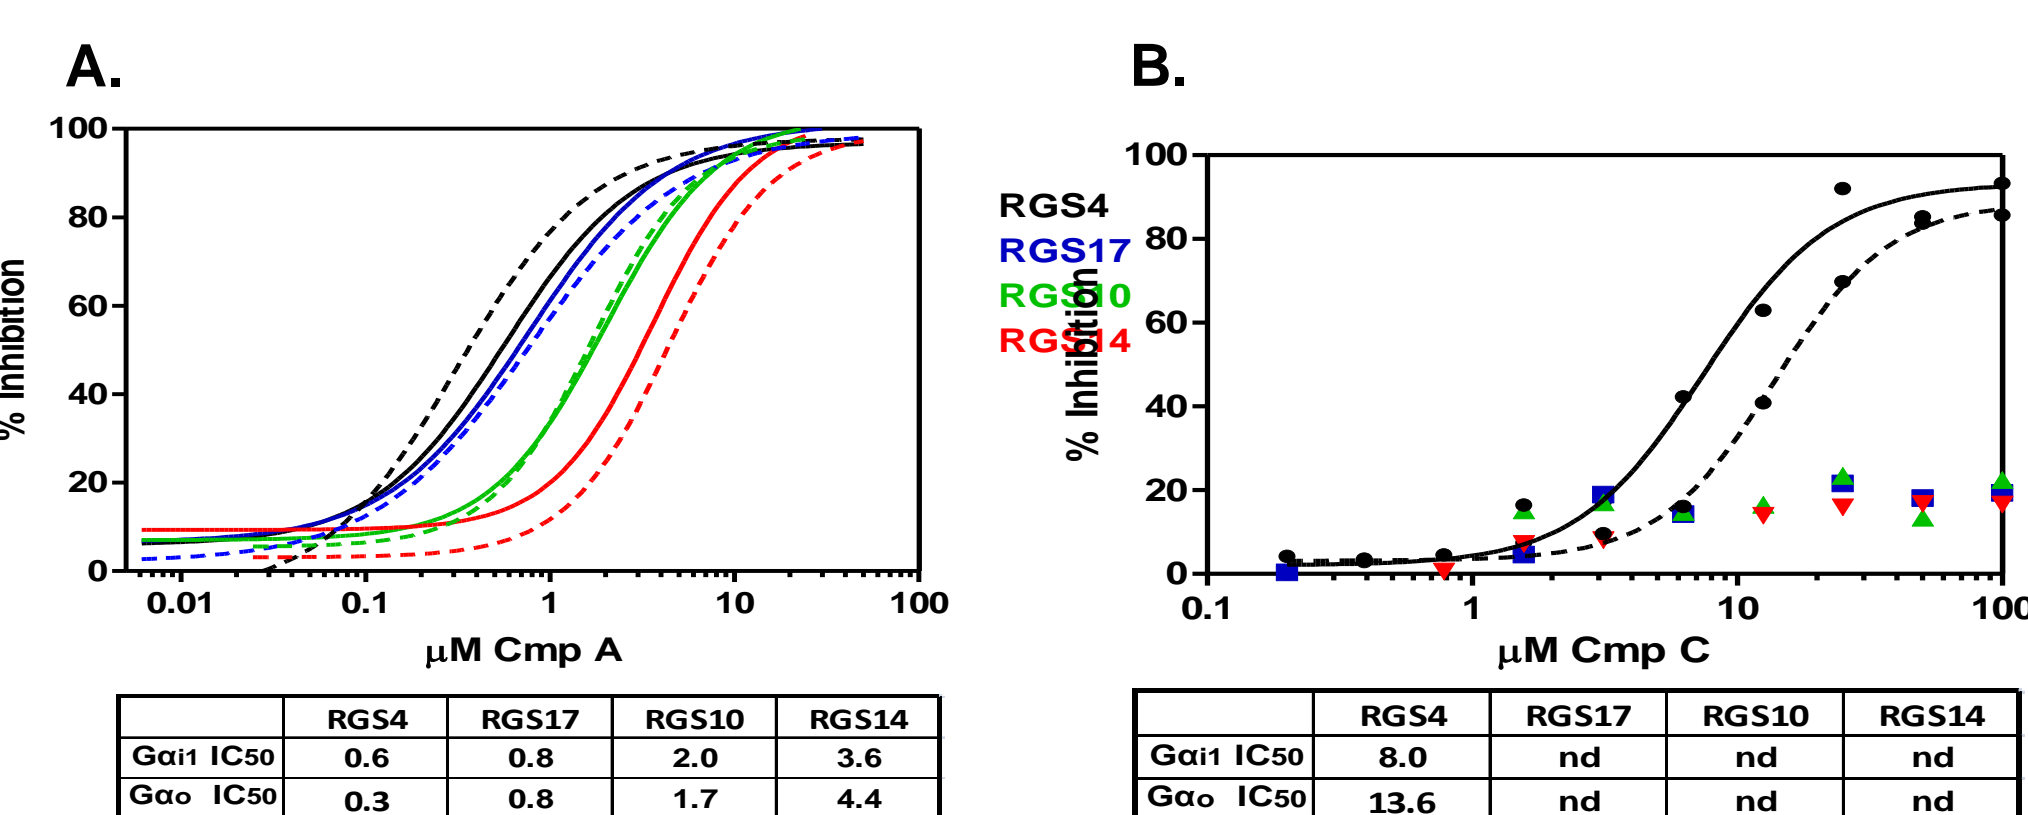 A.
100
80
60
40
20
0
% Inhibition
0.01 0.1 1 10 100
μM Cmp A
RGS4 RGS17 RGS10 RGS14
Gαi1 IC50 0.6 0.8 2.0 3.6
Gαo IC50 0.3 0.8 1.7 4.4
RGS4
RGS17
RGS10
RGS14
B.
100
80
60
40
20
0
% Inhibition
0.1 1 10 100
μM Cmp C
RGS4 RGS17 RGS10 RGS14
Gαi1 IC50 8.0 nd nd nd
Gαo IC50 13.6 nd nd nd